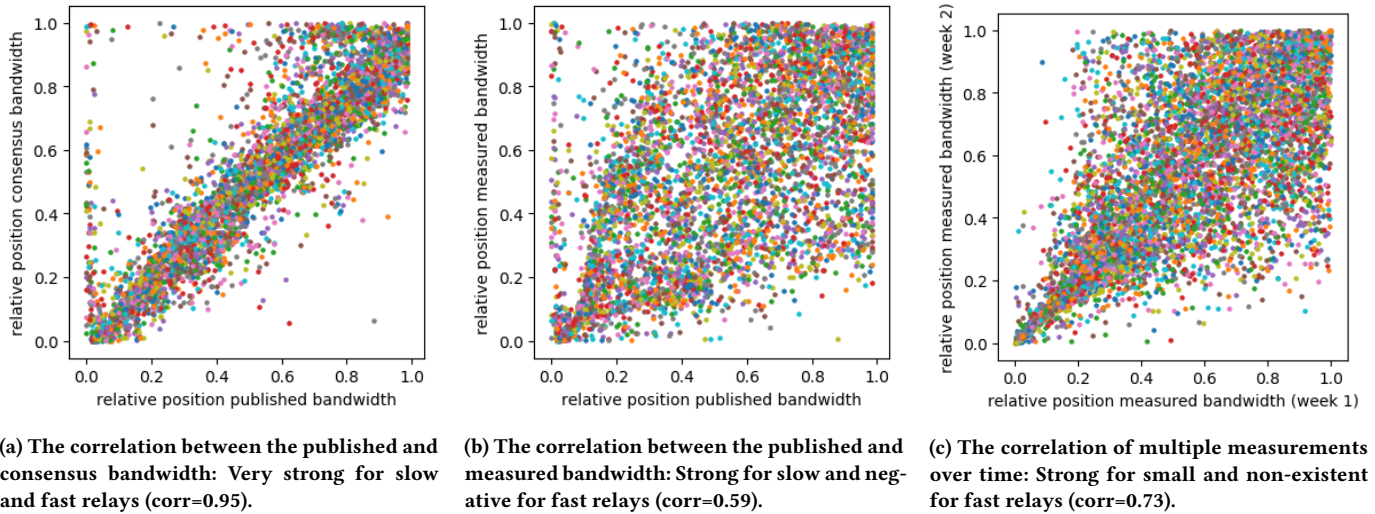 1.0
0.8
0.6
0.4
0.2
0.0
relative position consensus bandwidth
0.0 0.2 0.4 0.6 0.8 1.0
relative position published bandwidth
(a) The correlation between the published and
consensus bandwidth: Very strong for slow
and fast relays (corr=0.95).
1.0
0.8
0.6
0.4
0.2
0.0
relative position measured bandwidth
0.0 0.2 0.4 0.6 0.8 1.0
relative position published bandwidth
(b) The correlation between the published and
measured bandwidth: Strong for slow and neg-
ative for fast relays (corr=0.59).
1.0
0.8
0.6
0.4
0.2
0.0
relative position measured bandwidth (week 2)
0.0 0.2 0.4 0.6 0.8 1.0
relative position measured bandwidth (week 1)
(c) The correlation of multiple measurements
over time: Strong for small and non-existent
for fast relays (corr=0.73).